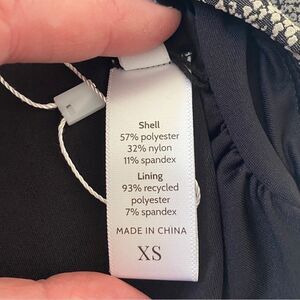 Shell
57% polyester
32% nylon
11% spandex
Lining
93% recycled
polyester
7% spandex
MADE IN CHINA
XS